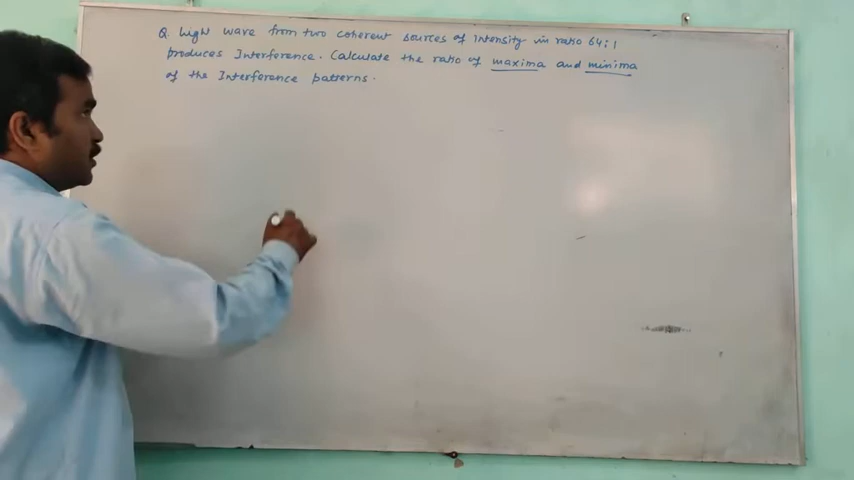 Q. Light wave from two coherent sources of Intensity in ratio 64:1
produces Interference. Calculate the ratio of maxima and minima
of the Interference patterns.